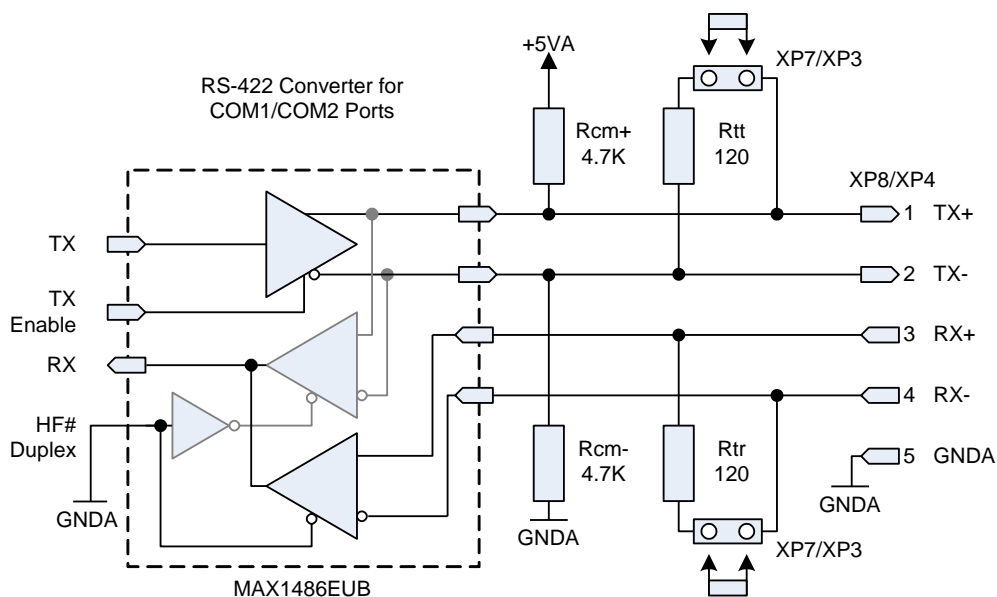 RS-422 Converter for
COM1/COM2 Ports
+5VA
XP7/XP3
Rcm+
4.7K
Rtt
120
XP8/XP4
TX
TX
Enable
RX
HF#
Duplex
GNDA
1 TX+
2 TX-
3 RX+
4 RX-
5 GNDA
Rcm-
4.7K
Rtr
120
GNDA
GNDA
XP7/XP3
MAX1486EUB